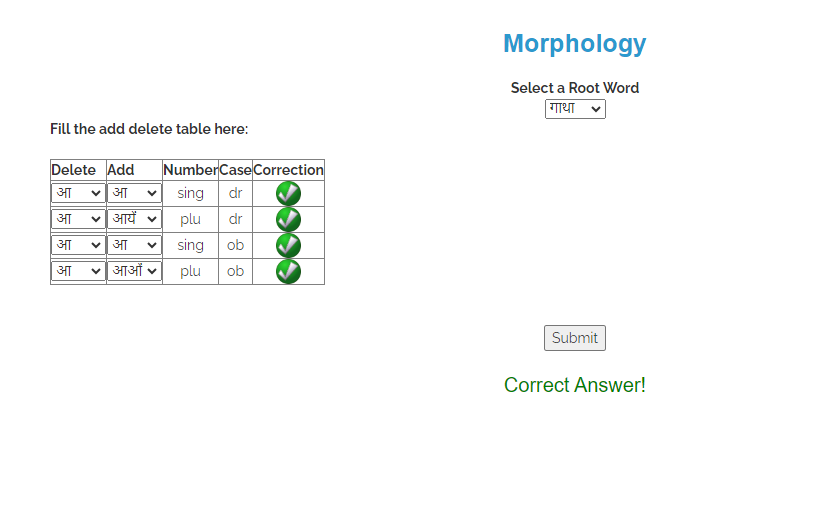 Morphology
Select a Root Word
गाथा
Fill the add delete table here:
Delete Add Number Case Correction
आ आ sing dr
आ आयें plu dr
आ आ sing ob
आ आओं plu ob
Submit
Correct Answer!